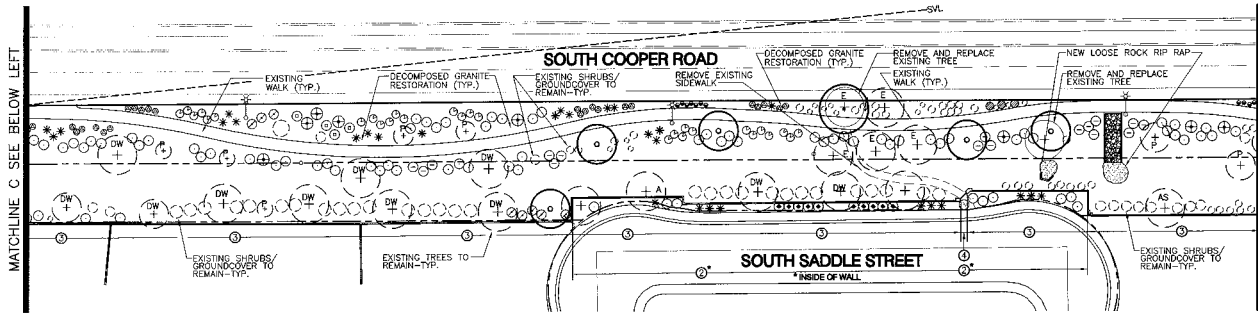 SVL
SOUTH COOPER ROAD
EXISTING
WALK (TYP.)
DECOMPOSED GRANITE
RESTORATION (TYP.)
EXISTING SHRUBS/
GROUNDCOVER TO
REMAIN-TYP.
REMOVE EXISTING
SIDEWALK
DECOMPOSED GRANITE
RESTORATION (TYP.)
REMOVE AND REPLACE
EXISTING TREE
EXISTING
WALK (TYP.)
NEW LOOSE ROCK RIP RAP
REMOVE AND REPLACE
EXISTING TREE
MATCHLINE C SEE BELOW LEFT
E
E
P
P
E
E
E
P
DW
P
P
DW
DW
E
P
DW
DW
DW
DW
A
DW
DW
AS
DW
P
3
3
3
3
3
3
EXISTING SHRUBS/
GROUNDCOVER TO
REMAIN-TYP.
EXISTING TREES TO
REMAIN-TYP.
4
2*
SOUTH SADDLE STREET
2*
* INSIDE OF WALL
EXISTING SHRUBS/
GROUNDCOVER TO
REMAIN-TYP.